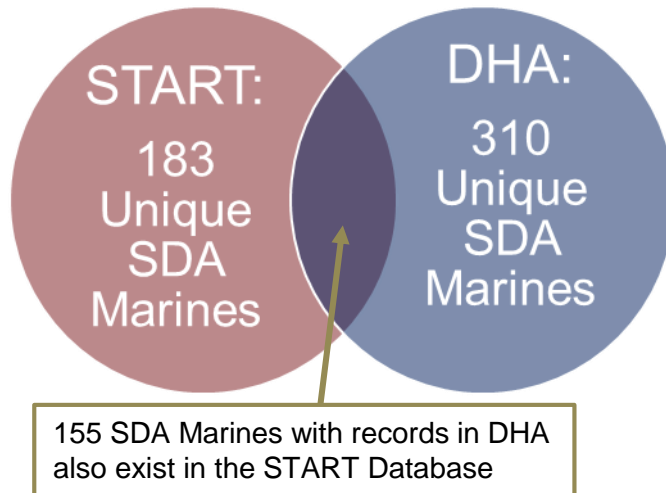 START:
183
Unique
SDA
Marines
DHA:
310
Unique
SDA
Marines
155 SDA Marines with records in DHA
also exist in the START Database